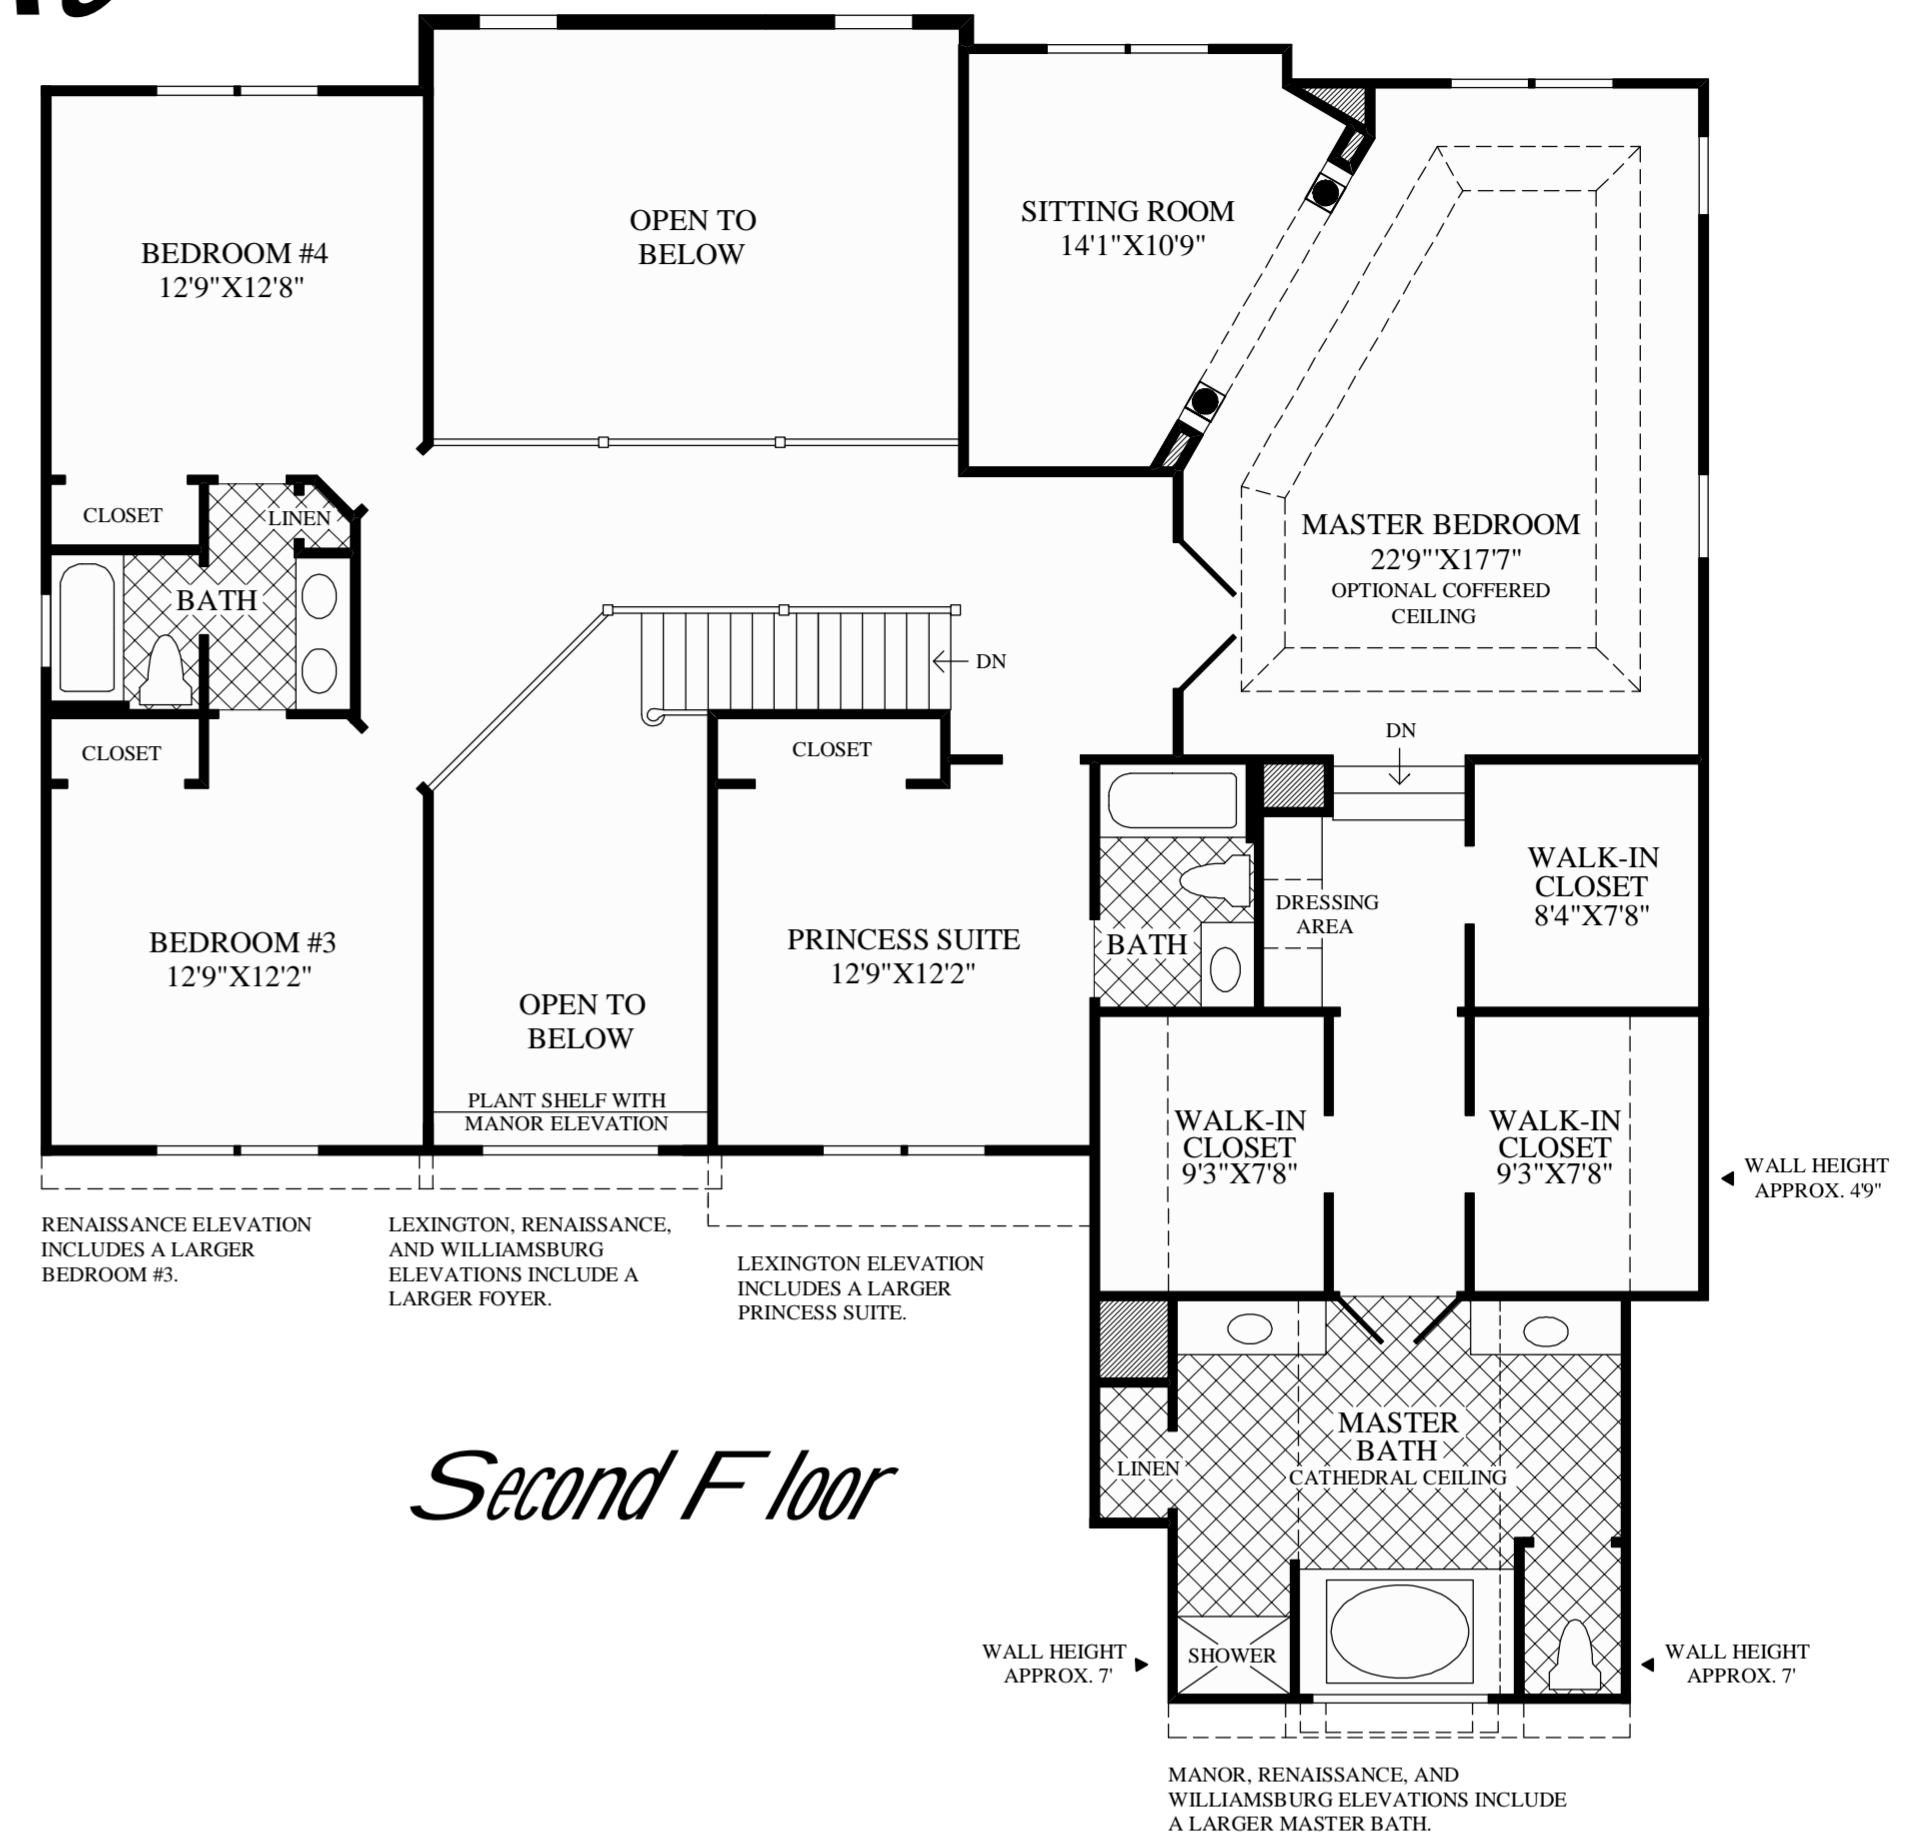 OPEN TO
BELOW
SITTING ROOM
14'1"X10'9"
BEDROOM #4
12'9"X12'8"
CLOSET
LINEN
MASTER BEDROOM
22'9"'X17'7"
OPTIONAL COFFERED
CEILING
BATH
DN
CLOSET
CLOSET
DN
WALK-IN
CLOSET
8'4"X7'8"
DRESSING
AREA
BATH
BEDROOM #3
12'9"X12'2"
PRINCESS SUITE
12'9"X12'2"
OPEN TO
BELOW
PLANT SHELF WITH
MANOR ELEVATION
WALK-IN
CLOSET
9'3"X7'8"
WALK-IN
CLOSET
9'3"X7'8"
WALL HEIGHT
APPROX. 4'9"
RENAISSANCE ELEVATION
INCLUDES A LARGER
BEDROOM #3.
LEXINGTON, RENAISSANCE,
AND WILLIAMSBURG
ELEVATIONS INCLUDE A
LARGER FOYER.
LEXINGTON ELEVATION
INCLUDES A LARGER
PRINCESS SUITE.
MASTER
BATH
CATHEDRAL CEILING
LINEN
Second Floor
SHOWER
WALL HEIGHT
APPROX. 7'
WALL HEIGHT
APPROX. 7'
MANOR, RENAISSANCE, AND
WILLIAMSBURG ELEVATIONS INCLUDE
A LARGER MASTER BATH.